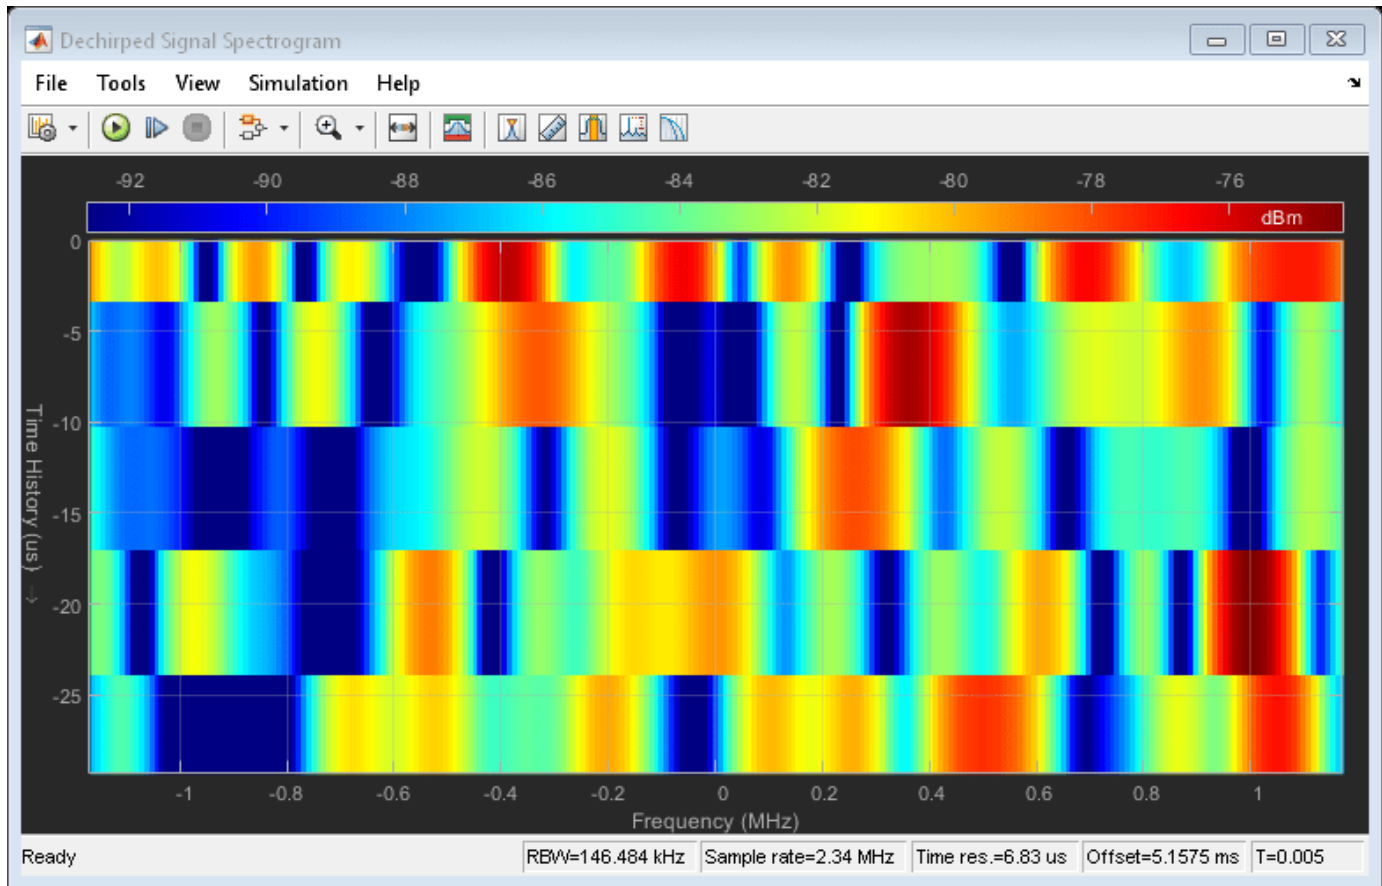 Dechirped Signal Spectrogram
File Tools View Simulation Help
-92 -90 -88 -86 -84 -82 -80 -78 -76
dBm
0
-5
-10
-15
-20
-25
Time History (us) →
-1 -0.8 -0.6 -0.4 -0.2 0 0.2 0.4 0.6 0.8 1
Frequency (MHz)
Ready RBW=146.484 kHz Sample rate=2.34 MHz Time res.=6.83 us Offset=5.1575 ms T=0.005